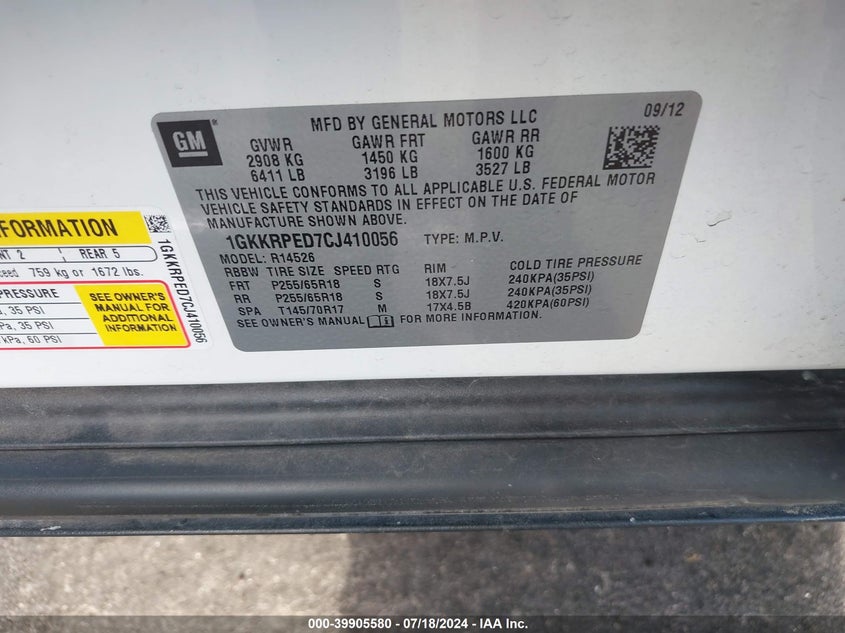 MFD BY GENERAL MOTORS LLC 09/12
GM
GVWR GAWR FRT GAWR RR
2908 KG 1450 KG 1600 KG
6411 LB 3196 LB 3527 LB
THIS VEHICLE CONFORMS TO ALL APPLICABLE U.S. FEDERAL MOTOR
VEHICLE SAFETY STANDARDS IN EFFECT ON THE DATE OF
MANUFACTURE SHOWN ABOVE.
1GKKRPED7CJ410056 TYPE: M.P.V.
MODEL: R14526
RBBW TIRE SIZE SPEED RTG RIM COLD TIRE PRESSURE
FRT P255/65R18 S 18X7.5J 240KPA(35PSI)
RR P255/65R18 S 18X7.5J 240KPA(35PSI)
SPA T145/70R17 M 17X4.5B 420KPA(60PSI)
SEE OWNER'S MANUAL FOR MORE INFORMATION.
REAR 5
759 kg or 1672 lbs.
PRESSURE
35 PSI
35 PSI
kPa, 60 PSI
SEE OWNER'S
MANUAL FOR
ADDITIONAL
INFORMATION
1GKKRPED7CJ410056
000-39905580 - 07/18/2024 - IAA Inc.